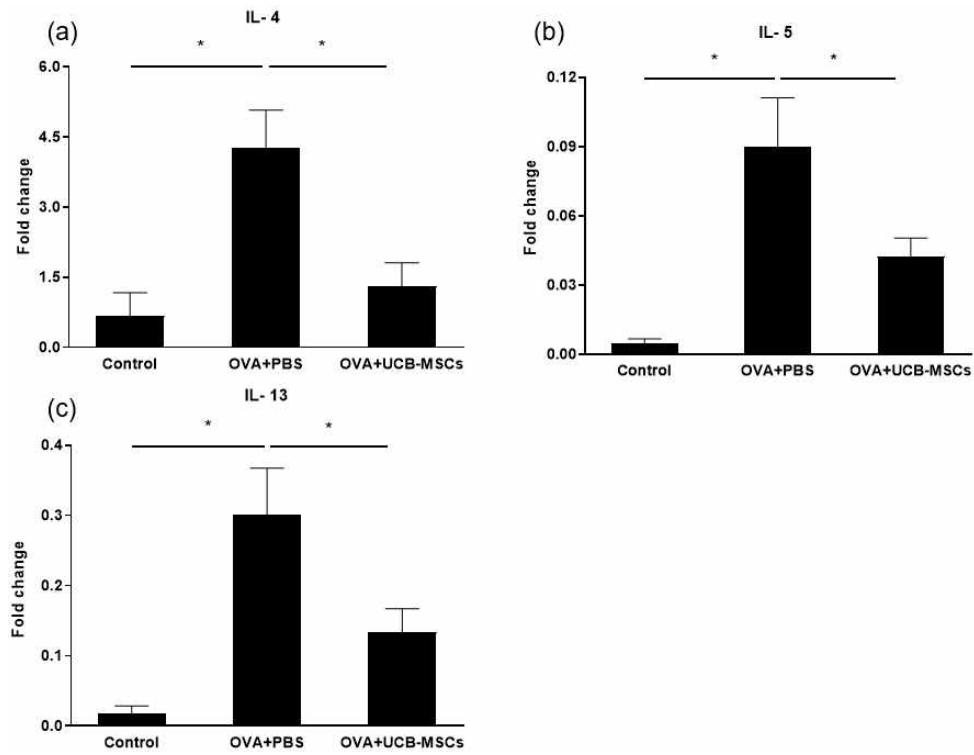 (a)
IL- 4
*
*
6.0
4.5
3.0
1.5
0.0
Fold change
Control
OVA+PBS
OVA+UCB-MSCs
(b)
IL- 5
*
*
0.12
0.09
0.06
0.03
0.00
Fold change
Control
OVA+PBS
OVA+UCB-MSCs
(c)
IL- 13
*
*
0.4
0.3
0.2
0.1
0.0
Fold change
Control
OVA+PBS
OVA+UCB-MSCs